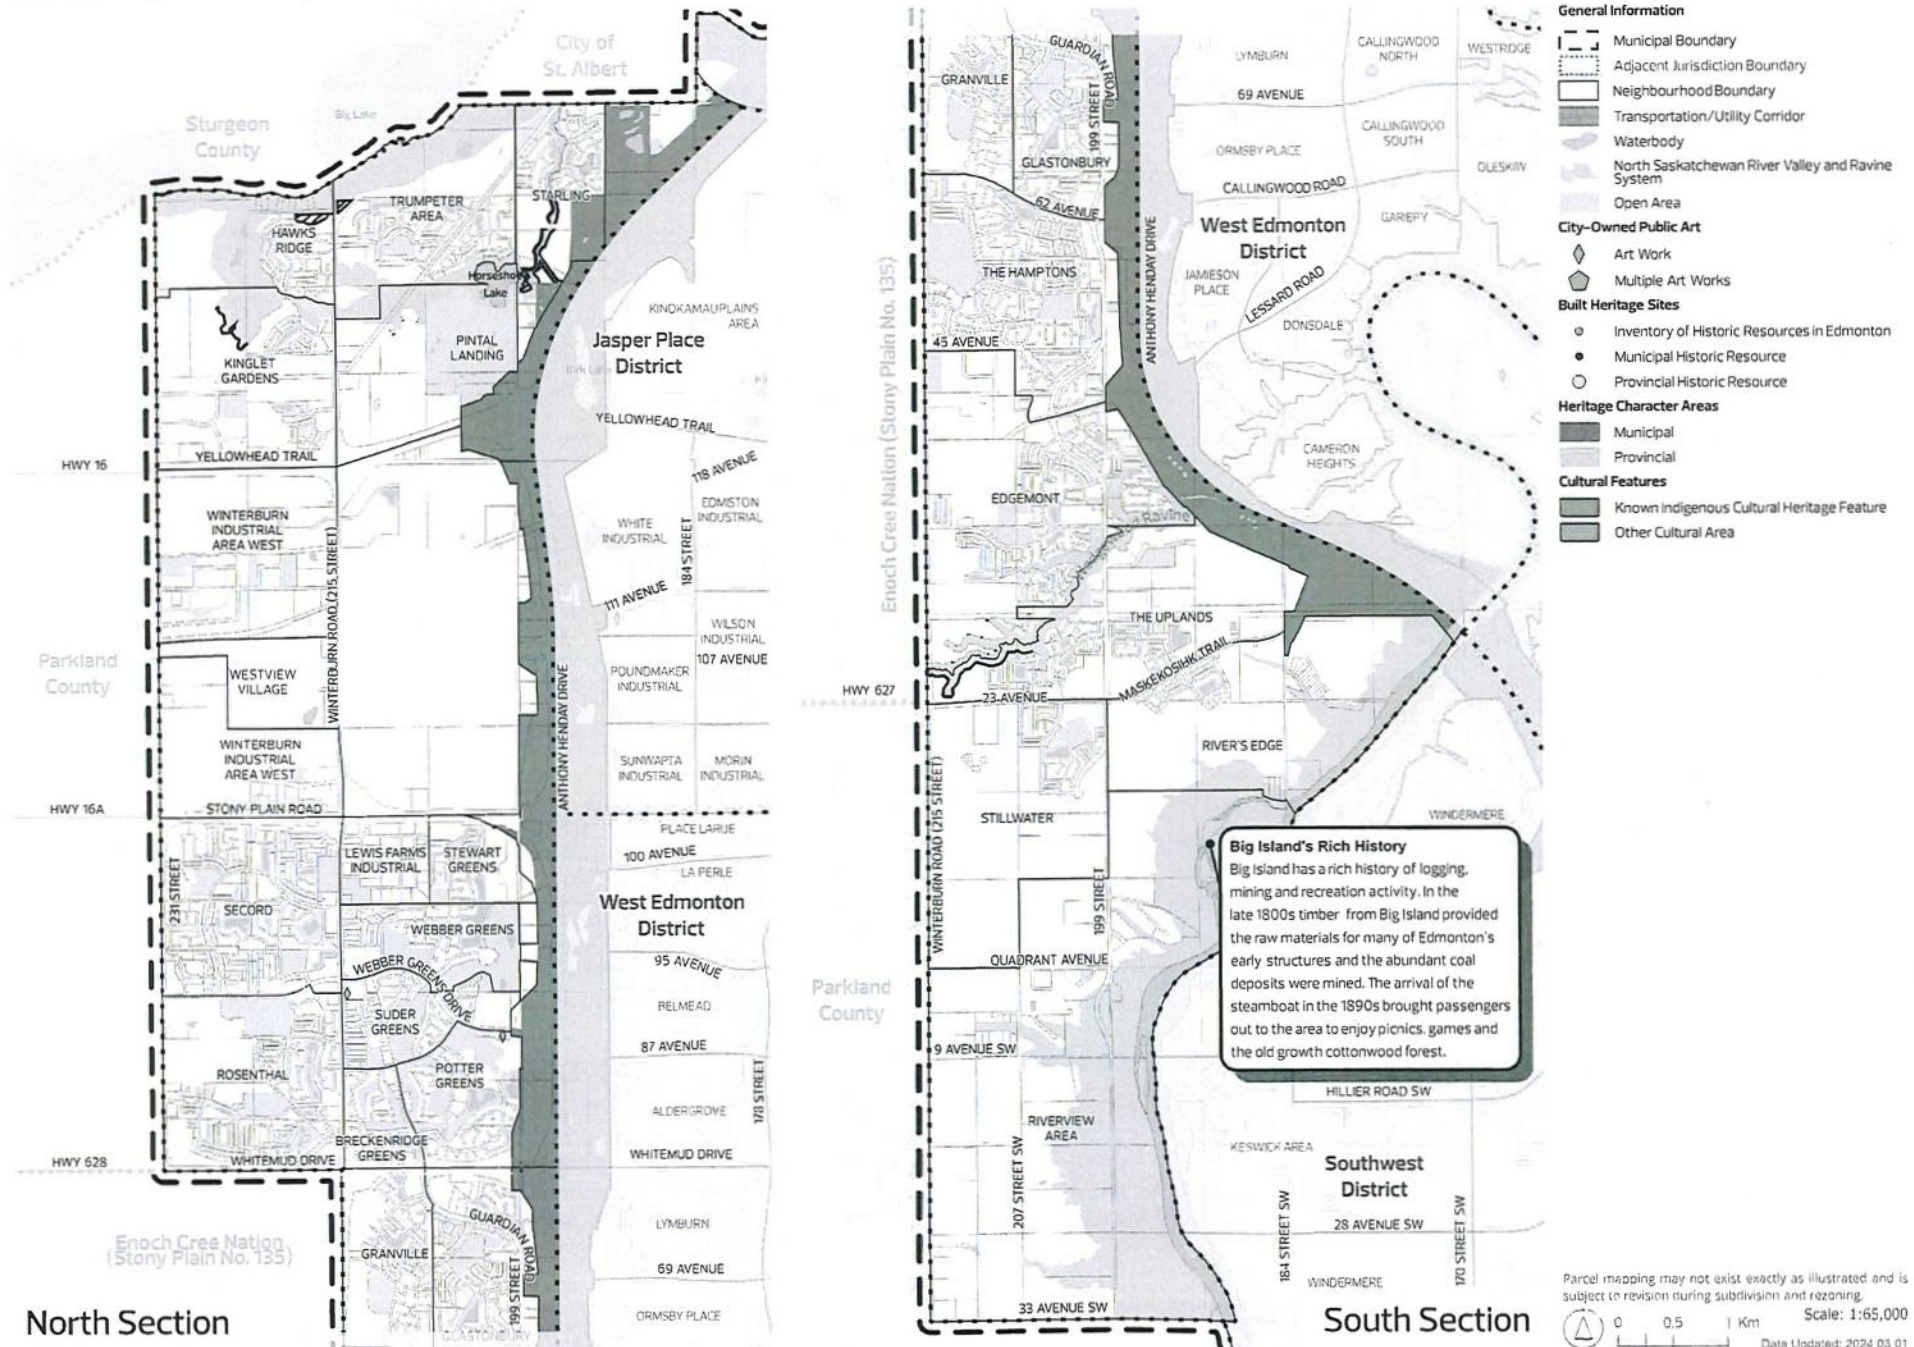 City of
St. Albert
Sturgeon
County
Big Lake
TRUMPETER
AREA
STARLING
HAWKS
RIDGE
Horseshoe
Lake
KINOKAMAU PLAINS
AREA
KINGLET
GARDENS
PINTAL
LANDING
Jasper Place
District
YELLOWHEAD TRAIL
YELLOWHEAD TRAIL
HWY 16
118 AVENUE
WINTERBURN
INDUSTRIAL
AREA WEST
WINTERBURN ROAD (215 STREET)
WHITE
INDUSTRIAL
184 STREET
EDMISTON
INDUSTRIAL
111 AVENUE
WILSON
INDUSTRIAL
107 AVENUE
Parkland
County
WESTVIEW
VILLAGE
ANTHONY HENDAY DRIVE
POUNDMAKER
INDUSTRIAL
WINTERBURN
INDUSTRIAL
AREA WEST
SUNWAPTA
INDUSTRIAL
MORIN
INDUSTRIAL
HWY 16A
STONY PLAIN ROAD
PLACE LARUE
231 STREET
LEWIS FARMS
INDUSTRIAL
STEWART
GREENS
100 AVENUE
LA PERLE
SECORD
WEBBER GREENS
West Edmonton
District
WEBBER GREENS DRIVE
95 AVENUE
SUDER
GREENS
BELMEAD
87 AVENUE
ROSENTHAL
POTTER
GREENS
178 STREET
ALDERGROVE
BRECKENRIDGE
GREENS
HWY 628
WHITEMUD DRIVE
WHITEMUD DRIVE
Enoch Cree Nation
(Stony Plain No. 135)
GRANVILLE
GUARDIAN ROAD
199 STREET
LYMBURN
69 AVENUE
ORMSBY PLACE
GLASTONBURY
North Section
GUARDIAN ROAD
GRANVILLE
199 STREET
GLASTONBURY
LYMBURN
CALLINGWOOD
NORTH
WESTRIDGE
69 AVENUE
CALLINGWOOD
SOUTH
ORMSBY PLACE
OLESKIW
CALLINGWOOD ROAD
62 AVENUE
West Edmonton
District
GARIEPY
ANTHONY HENDAY DRIVE
THE HAMPTONS
JAMIESON
PLACE
LESSARD ROAD
DONSDALE
Enoch Cree Nation (Stony Plain No. 135)
45 AVENUE
CAMERON
HEIGHTS
EDGEMONT
Ravine
THE UPLANDS
MASKEKOSIHK TRAIL
HWY 627
23 AVENUE
RIVER'S EDGE
WINTERBURN ROAD (215 STREET)
STILLWATER
WINDERMERE
199 STREET
QUADRANT AVENUE
Parkland
County
9 AVENUE SW
Big Island's Rich History
Big Island has a rich history of logging,
mining and recreation activity. In the
late 1800s timber from Big Island provided
the raw materials for many of Edmonton's
early structures and the abundant coal
deposits were mined. The arrival of the
steamboat in the 1890s brought passengers
out to the area to enjoy picnics, games and
the old growth cottonwood forest.
HILLIER ROAD SW
RIVERVIEW
AREA
207 STREET SW
KESWICK AREA
Southwest
District
184 STREET SW
28 AVENUE SW
170 STREET SW
WINDERMERE
33 AVENUE SW
South Section
General Information
Municipal Boundary
Adjacent Jurisdiction Boundary
Neighbourhood Boundary
Transportation/Utility Corridor
Waterbody
North Saskatchewan River Valley and Ravine
System
Open Area
City-Owned Public Art
Art Work
Multiple Art Works
Built Heritage Sites
Inventory of Historic Resources in Edmonton
Municipal Historic Resource
Provincial Historic Resource
Heritage Character Areas
Municipal
Provincial
Cultural Features
Known Indigenous Cultural Heritage Feature
Other Cultural Area
Parcel mapping may not exist exactly as illustrated and is
subject to revision during subdivision and rezoning.
Scale: 1:65,000
0 0.5 1 Km
Data Updated: 2024 03 01